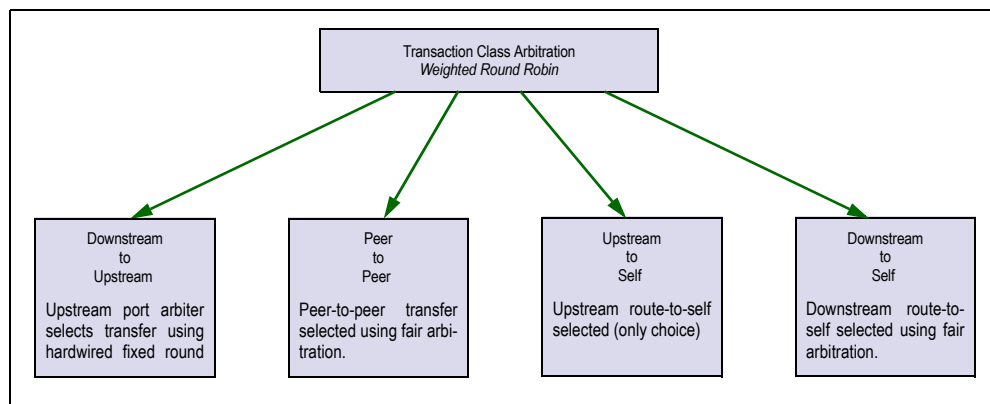 Transaction Class Arbitration
Weighted Round Robin
Downstream
to
Upstream
Upstream port arbiter
selects transfer using
hardwired fixed round
Peer
to
Peer
Peer-to-peer transfer
selected using fair arbi-
tration.
Upstream
to
Self
Upstream route-to-self
selected (only choice)
Downstream
to
Self
Downstream route-to-
self selected using fair
arbitration.